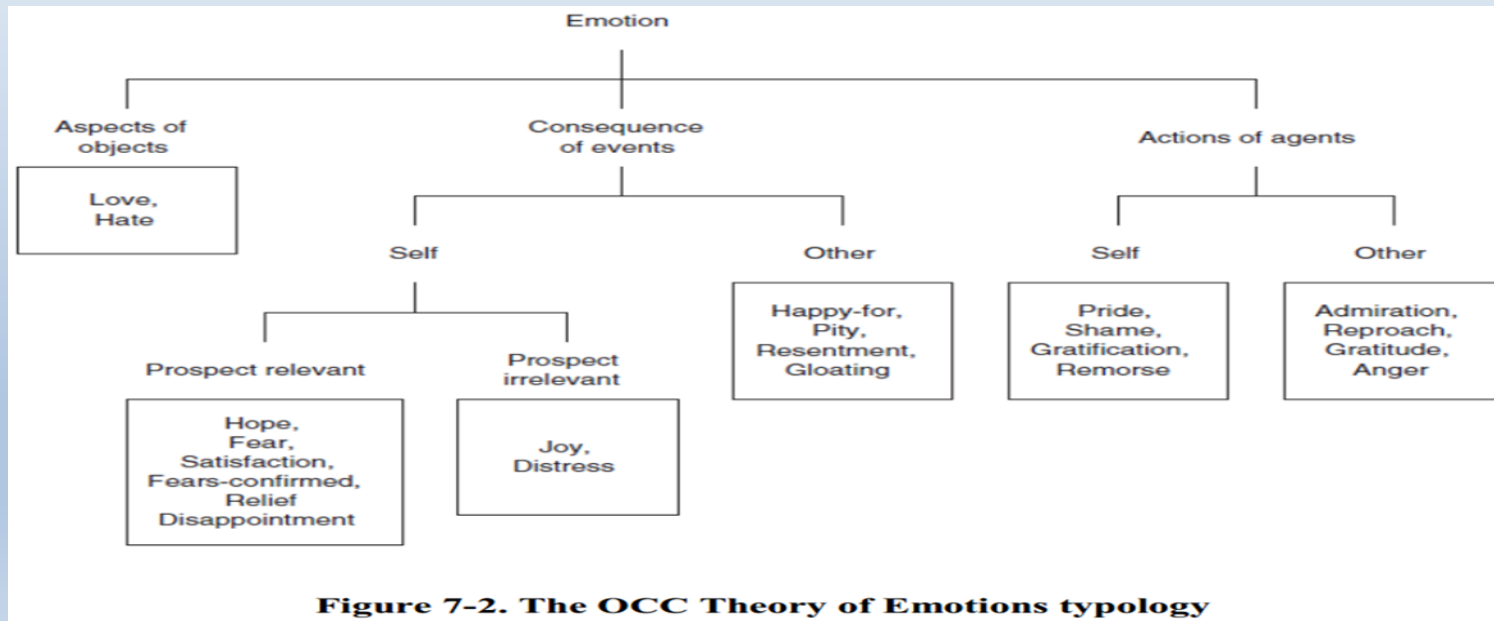 Emotion
Aspects of
objects
Consequence
of events
Actions of agents
Love,
Hate
Self
Other
Self
Other
Happy-for,
Pity,
Resentment,
Gloating
Pride,
Shame,
Gratification,
Remorse
Admiration,
Reproach,
Gratitude,
Anger
Prospect relevant
Prospect
irrelevant
Hope,
Fear,
Satisfaction,
Fears-confirmed,
Relief
Disappointment
Joy,
Distress
Figure 7-2. The OCC Theory of Emotions typology